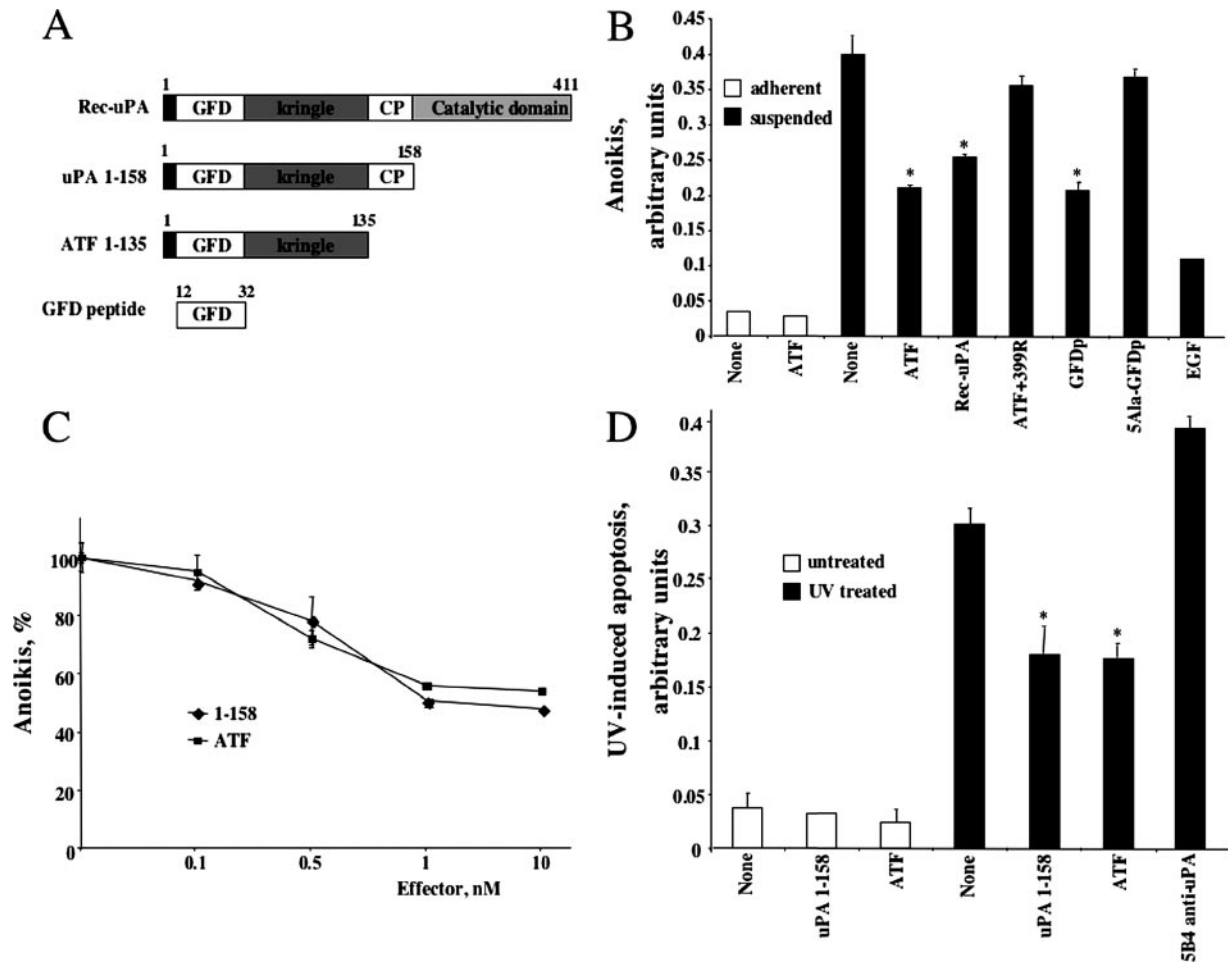 A
1 411
Rec-uPA GFD kringle CP Catalytic domain
1 158
uPA 1-158 GFD kringle CP
1 135
ATF 1-135 GFD kringle
12 32
GFD peptide GFD
B
Anoikis,
arbitrary units
0.45
0.4
0.35
0.3
0.25
0.2
0.15
0.1
0.05
0
adherent
suspended
*
*
*
None
ATF
None
ATF
Rec-uPA
ATF+399R
GFDp
5Ala-GFDp
EGF
C
Anoikis, %
100
80
60
40
20
0
1-158
ATF
0.1 0.5 1 10
Effector, nM
D
UV-induced apoptosis,
arbitrary units
0.4
0.35
0.3
0.25
0.2
0.15
0.1
0.05
0
untreated
UV treated
*
*
None
uPA 1-158
ATF
None
uPA 1-158
ATF
5B4 anti-uPA